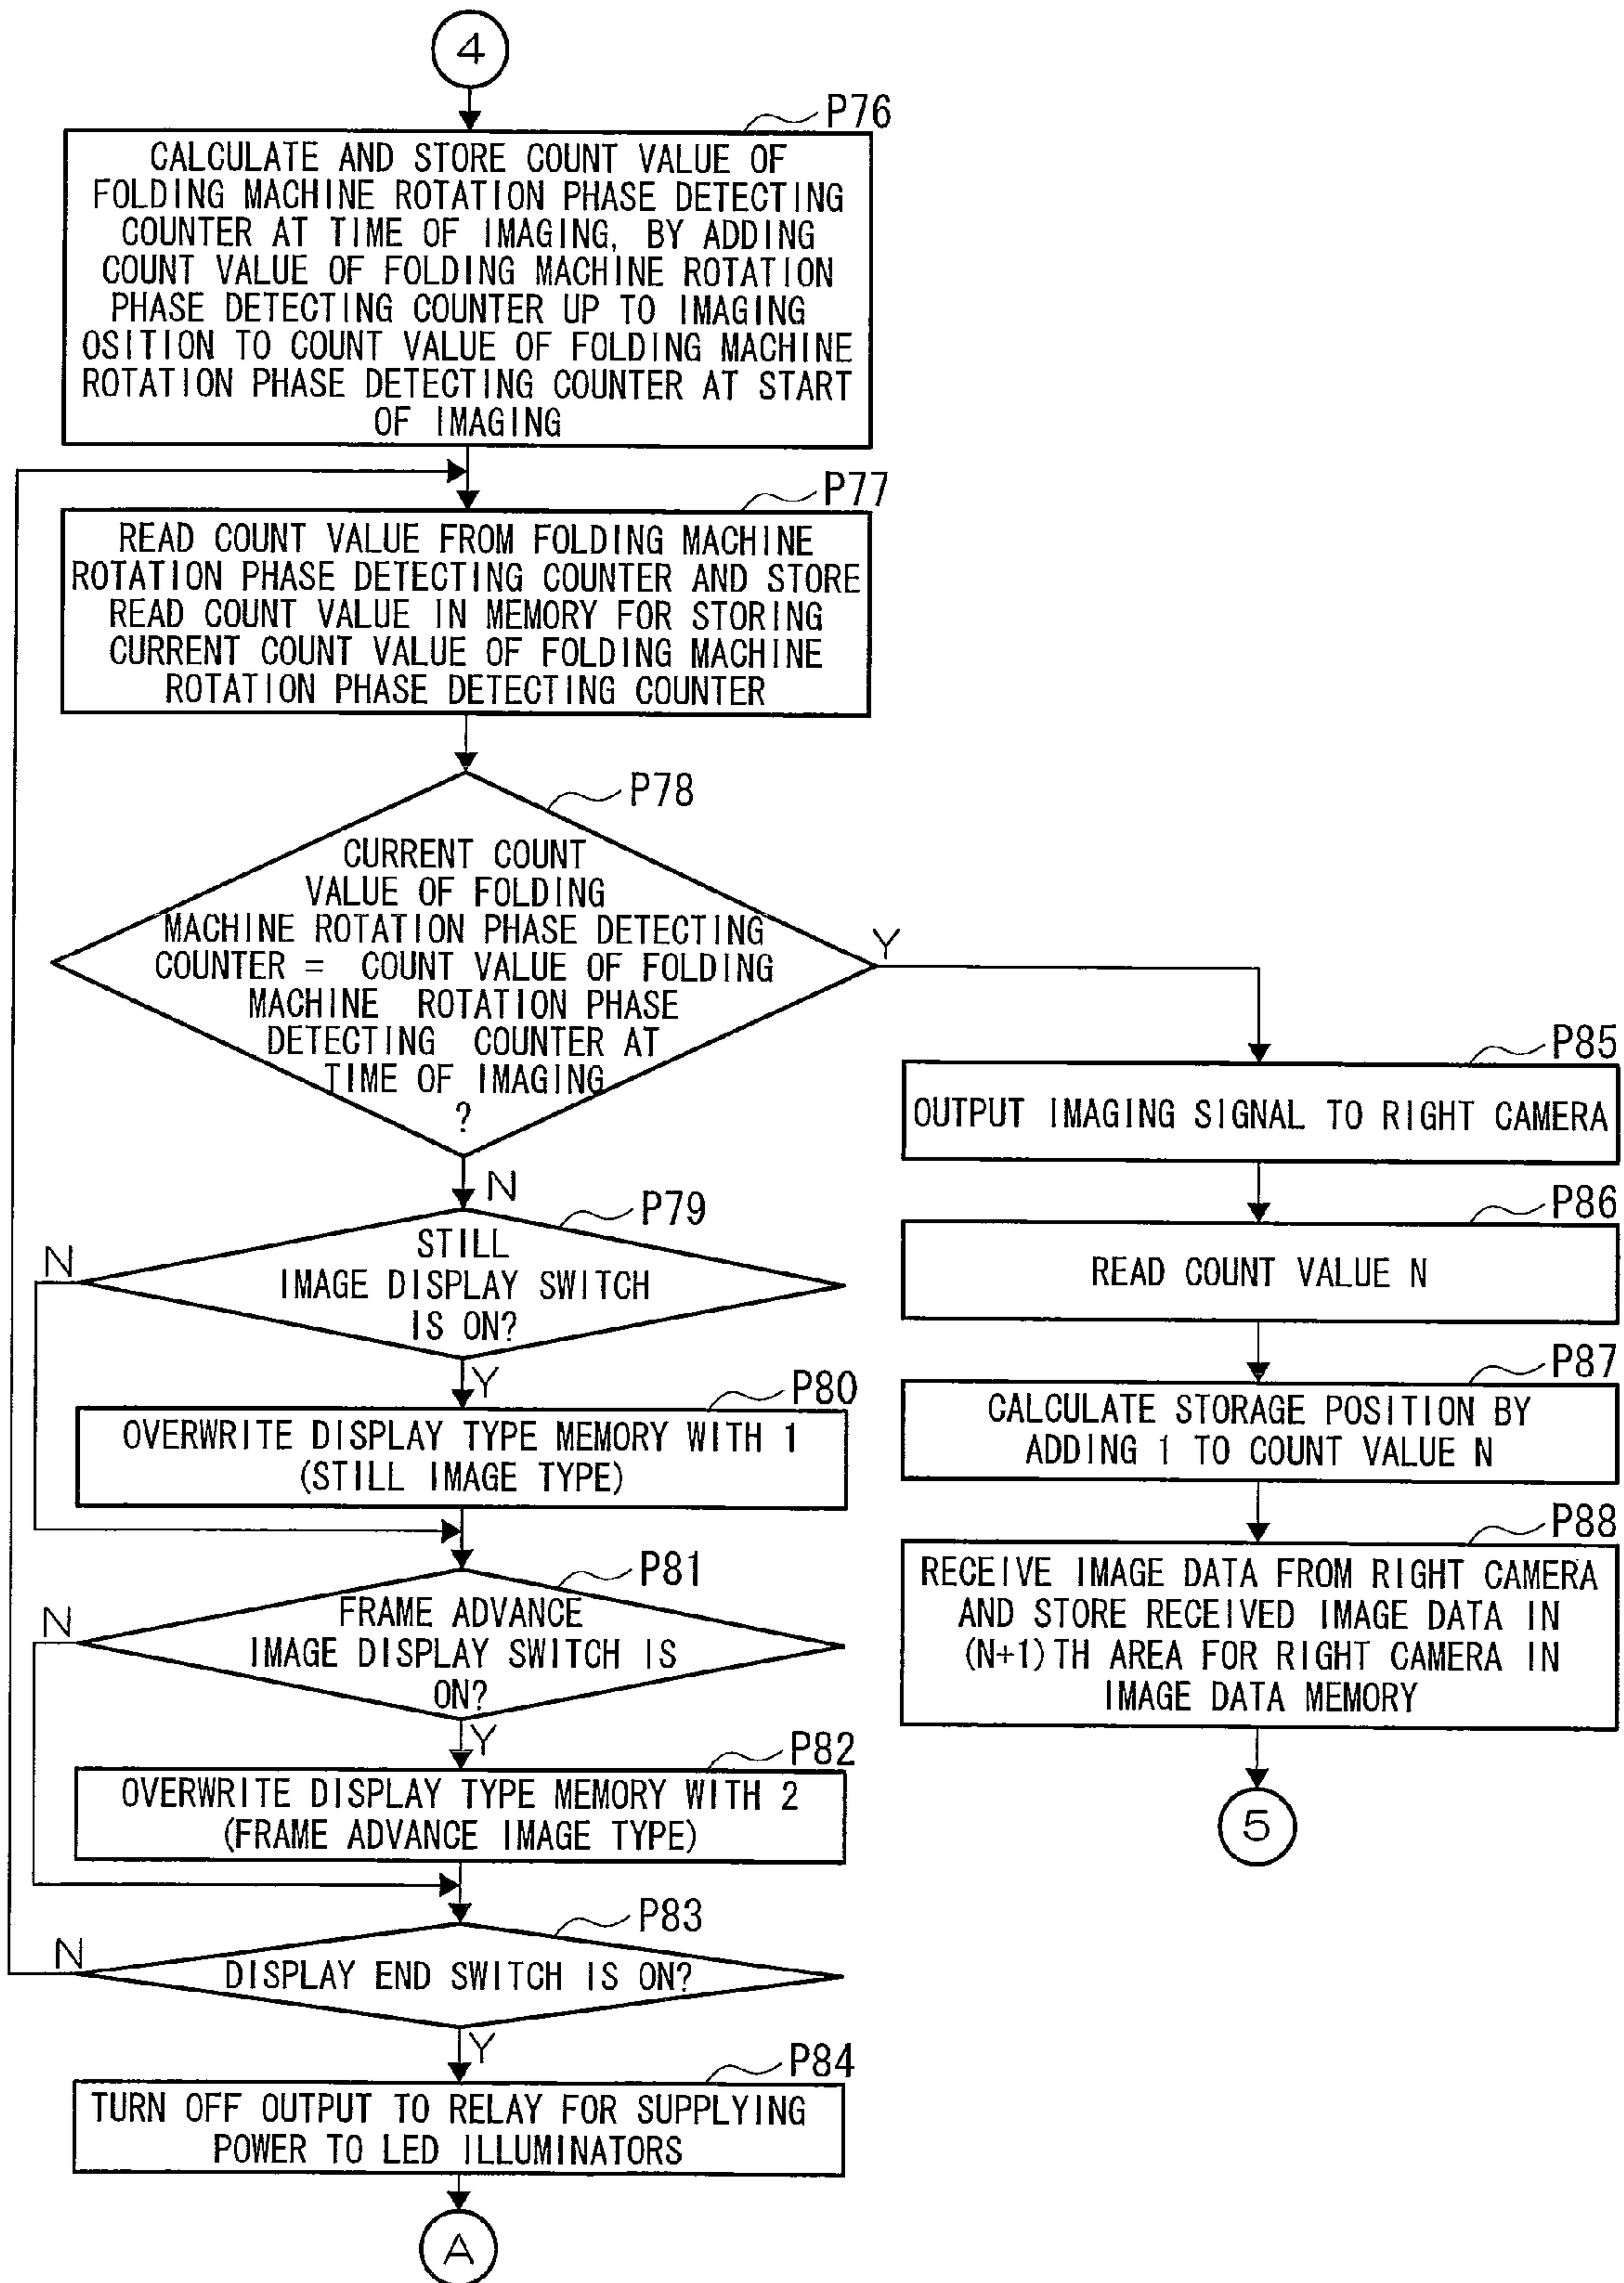 4
P76
CALCULATE AND STORE COUNT VALUE OF
FOLDING MACHINE ROTATION PHASE DETECTING
COUNTER AT TIME OF IMAGING, BY ADDING
COUNT VALUE OF FOLDING MACHINE ROTATION
PHASE DETECTING COUNTER UP TO IMAGING
OSITION TO COUNT VALUE OF FOLDING MACHINE
ROTATION PHASE DETECTING COUNTER AT START
OF IMAGING
P77
READ COUNT VALUE FROM FOLDING MACHINE
ROTATION PHASE DETECTING COUNTER AND STORE
READ COUNT VALUE IN MEMORY FOR STORING
CURRENT COUNT VALUE OF FOLDING MACHINE
ROTATION PHASE DETECTING COUNTER
P78
CURRENT COUNT
VALUE OF FOLDING
MACHINE ROTATION PHASE DETECTING
COUNTER = COUNT VALUE OF FOLDING
MACHINE ROTATION PHASE
DETECTING COUNTER AT
TIME OF IMAGING
?
Y
N
P79
STILL
IMAGE DISPLAY SWITCH
IS ON?
N
Y
P80
OVERWRITE DISPLAY TYPE MEMORY WITH 1
(STILL IMAGE TYPE)
P81
FRAME ADVANCE
IMAGE DISPLAY SWITCH IS
ON?
N
Y
P82
OVERWRITE DISPLAY TYPE MEMORY WITH 2
(FRAME ADVANCE IMAGE TYPE)
P83
DISPLAY END SWITCH IS ON?
N
Y
P84
TURN OFF OUTPUT TO RELAY FOR SUPPLYING
POWER TO LED ILLUMINATORS
A
P85
OUTPUT IMAGING SIGNAL TO RIGHT CAMERA
P86
READ COUNT VALUE N
P87
CALCULATE STORAGE POSITION BY
ADDING 1 TO COUNT VALUE N
P88
RECEIVE IMAGE DATA FROM RIGHT CAMERA
AND STORE RECEIVED IMAGE DATA IN
(N+1)TH AREA FOR RIGHT CAMERA IN
IMAGE DATA MEMORY
5